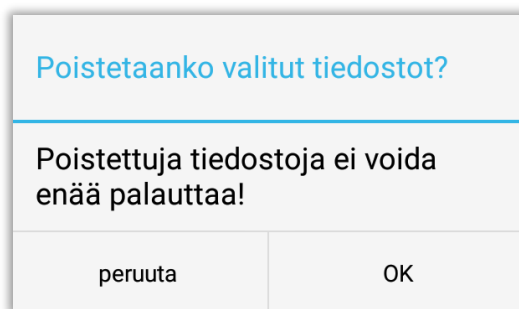 Poistetaanko valitut tiedostot?
Poistettuja tiedostoja ei voida
enää palauttaa!
peruuta
OK